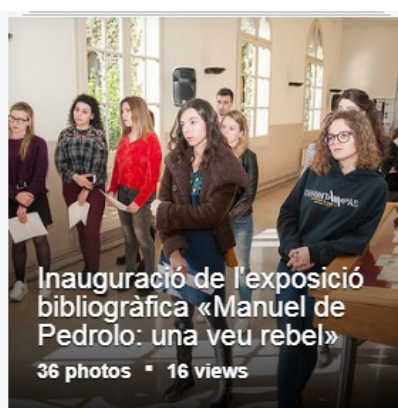 Inauguració de l'exposició
bibliogràfica «Manuel de
Pedrolo: una veu rebel»
36 photos ▪ 16 views